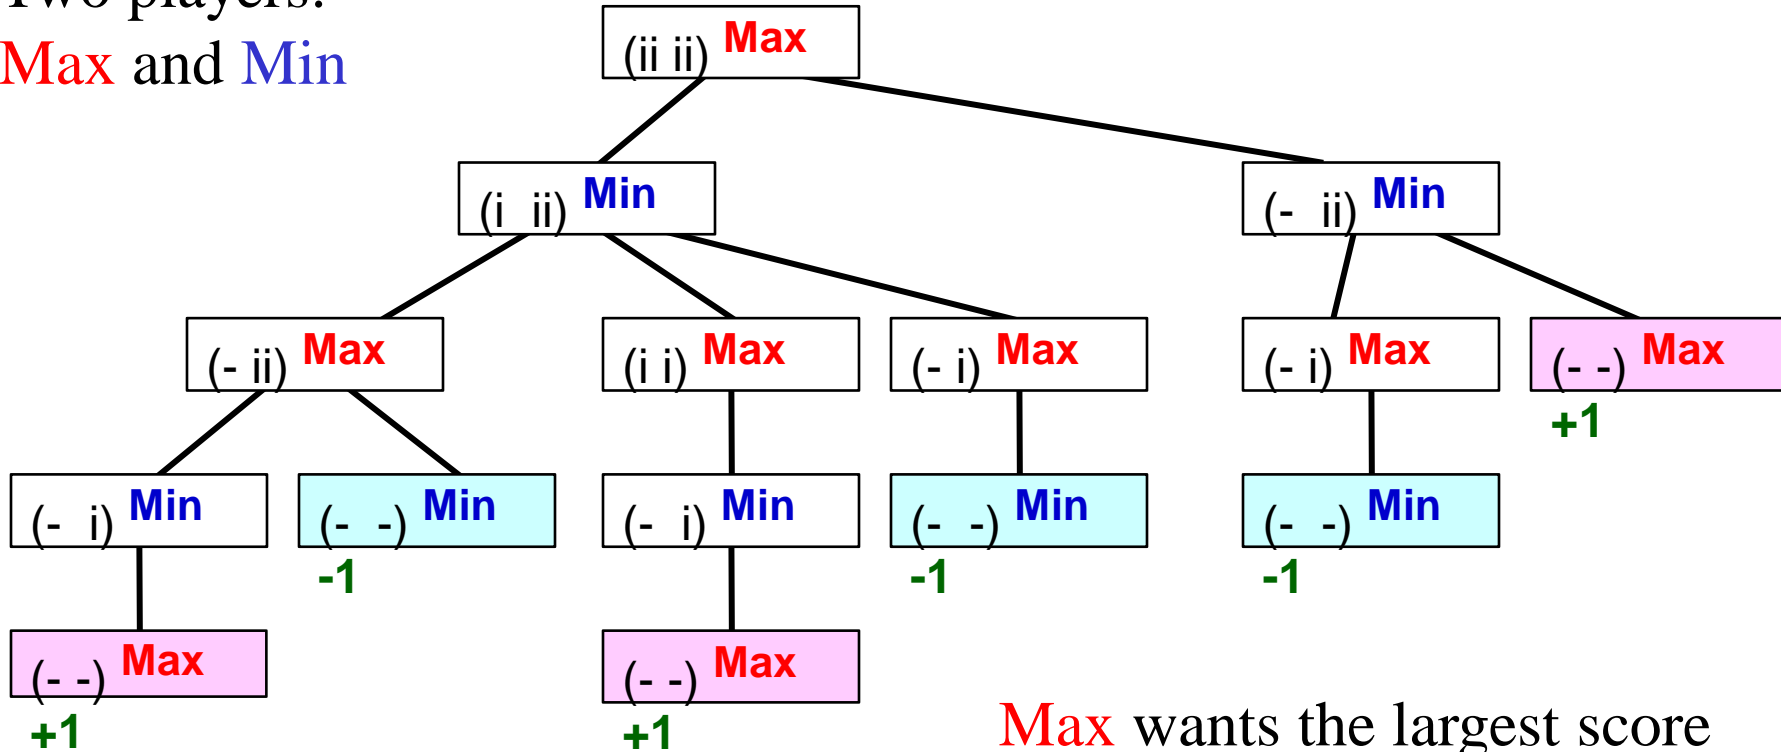 Two players:
Max and Min
(ii ii) Max
(i ii) Min
(- ii) Min
(- ii) Max
(i i) Max
(- i) Max
(- i) Max
(- -) Max
+1
(- i) Min
(- -) Min
-1
(- i) Min
(- -) Min
-1
(- -) Min
-1
(- -) Max
+1
(- -) Max
+1
Max wants the largest score